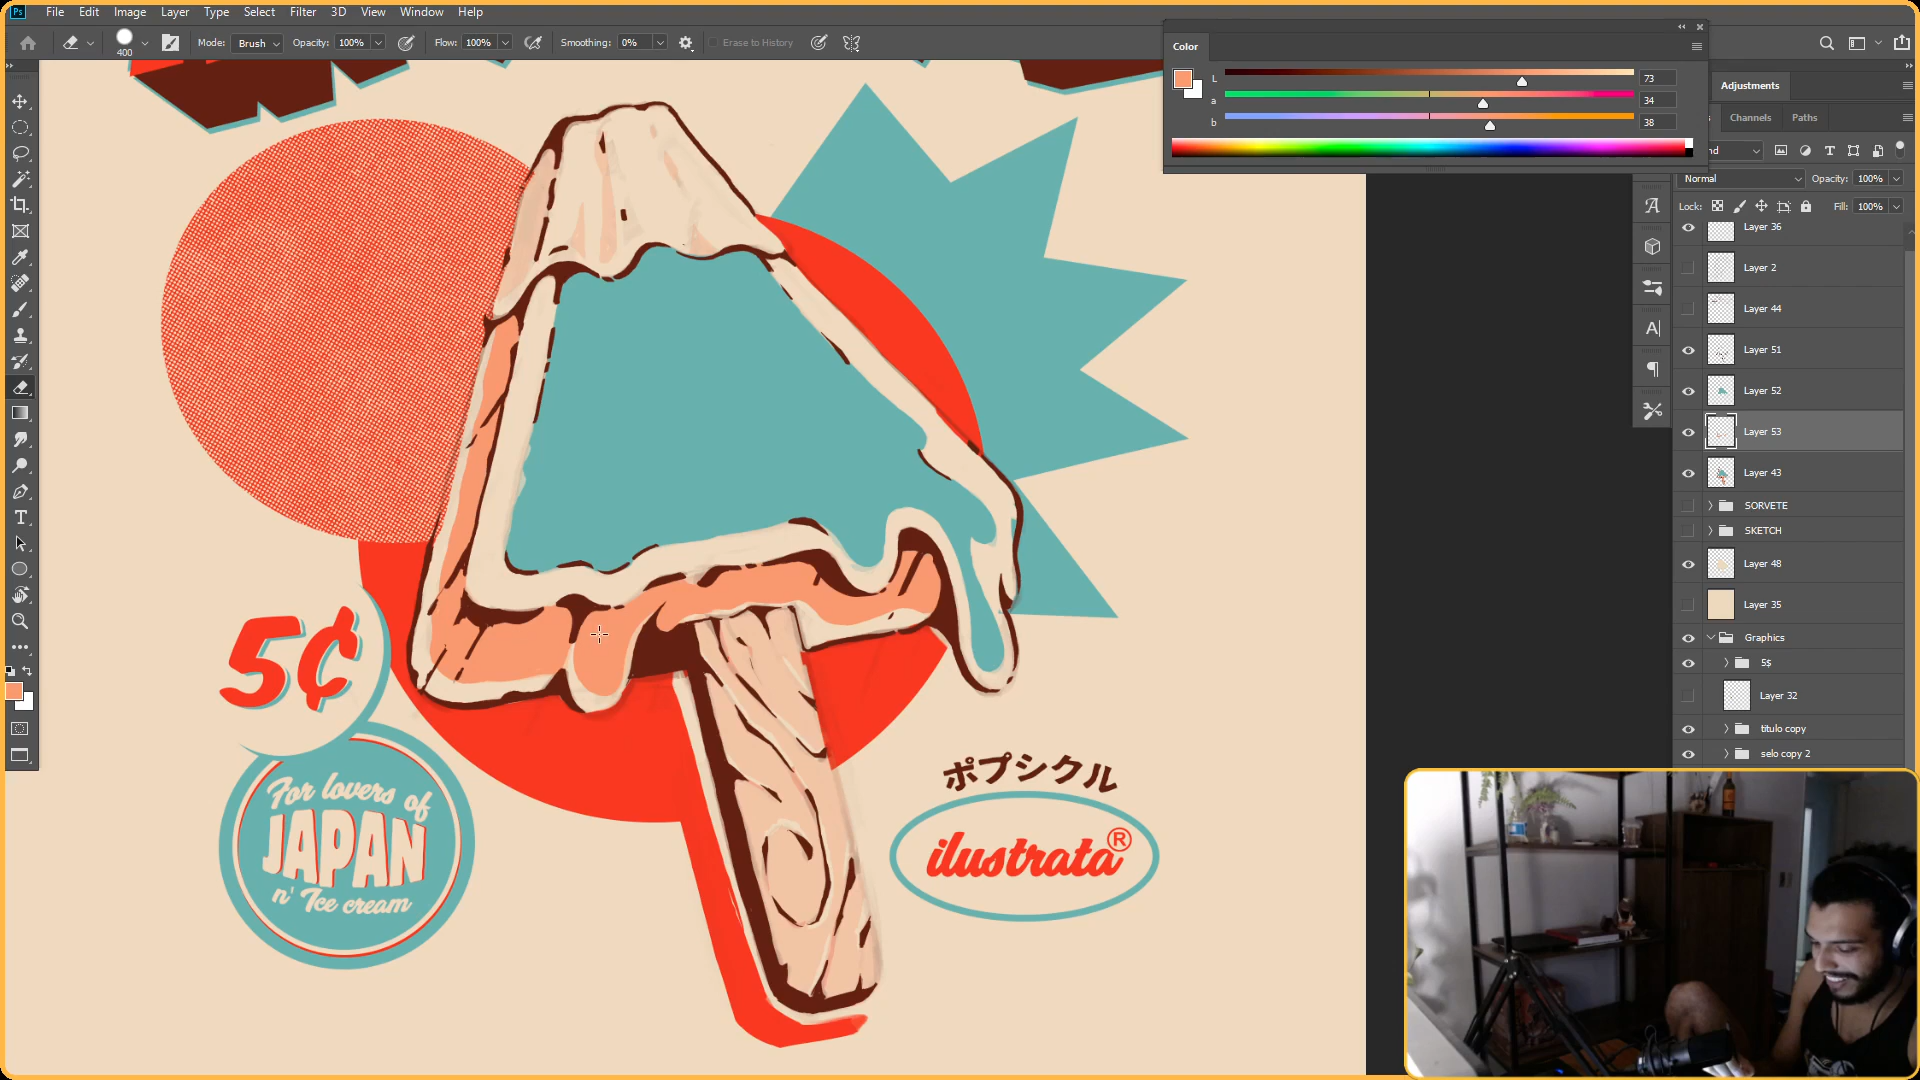 Ps File Edit Image Layer Type Select Filter 3D View Window Help
400 Mode: Brush Opacity: 100% Flow: 100% Smoothing: 0% Erase to History
Color
L 73
a 34
b 38
Adjustments
Channels Paths
Normal Opacity: 100%
Lock: Fill: 100%
Layer 36
Layer 2
Layer 44
Layer 51
Layer 52
Layer 53
Layer 43
SORVETE
SKETCH
Layer 48
Layer 35
Graphics
5$
Layer 32
titulo copy
selo copy 2
5¢
For lovers of
JAPAN
n' Ice cream
ポプシクル
ilustrata®